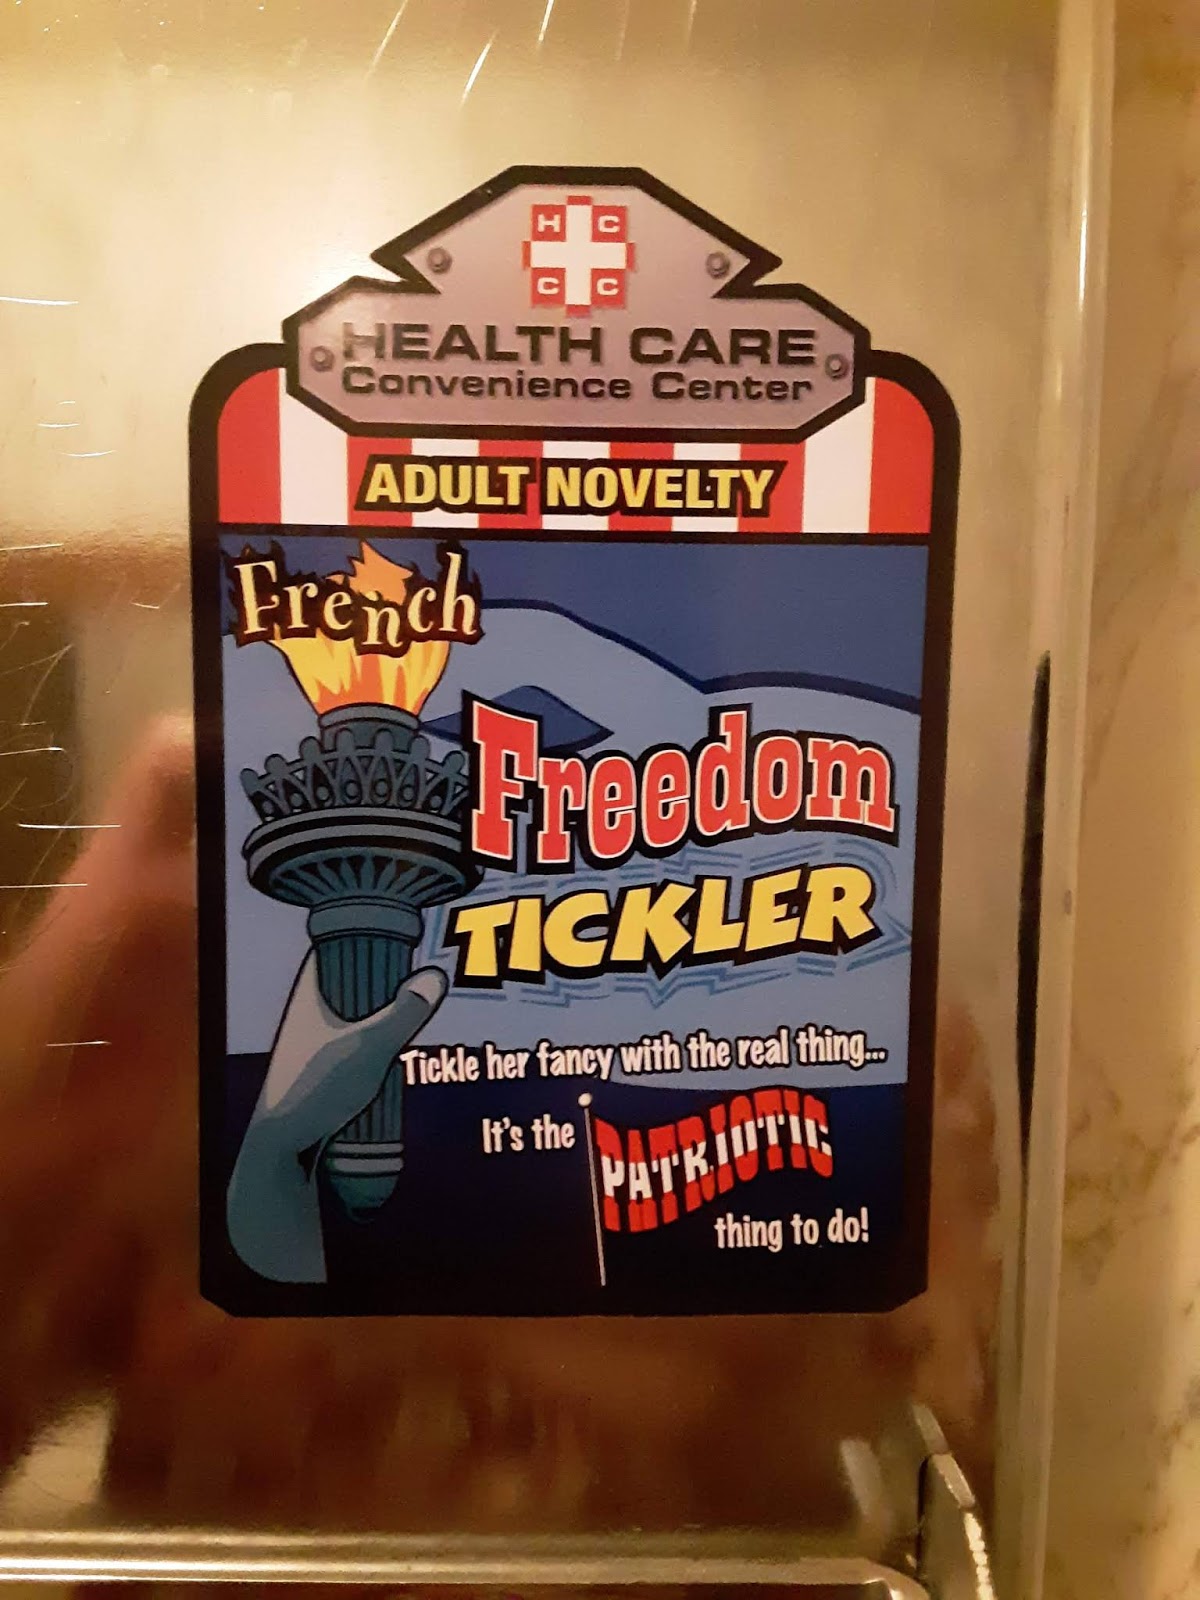 H C
C C
HEALTH CARE
Convenience Center
ADULT NOVELTY
French
Freedom
TICKLER
Tickle her fancy with the real thing...
It's the PATRIOTIC
thing to do!